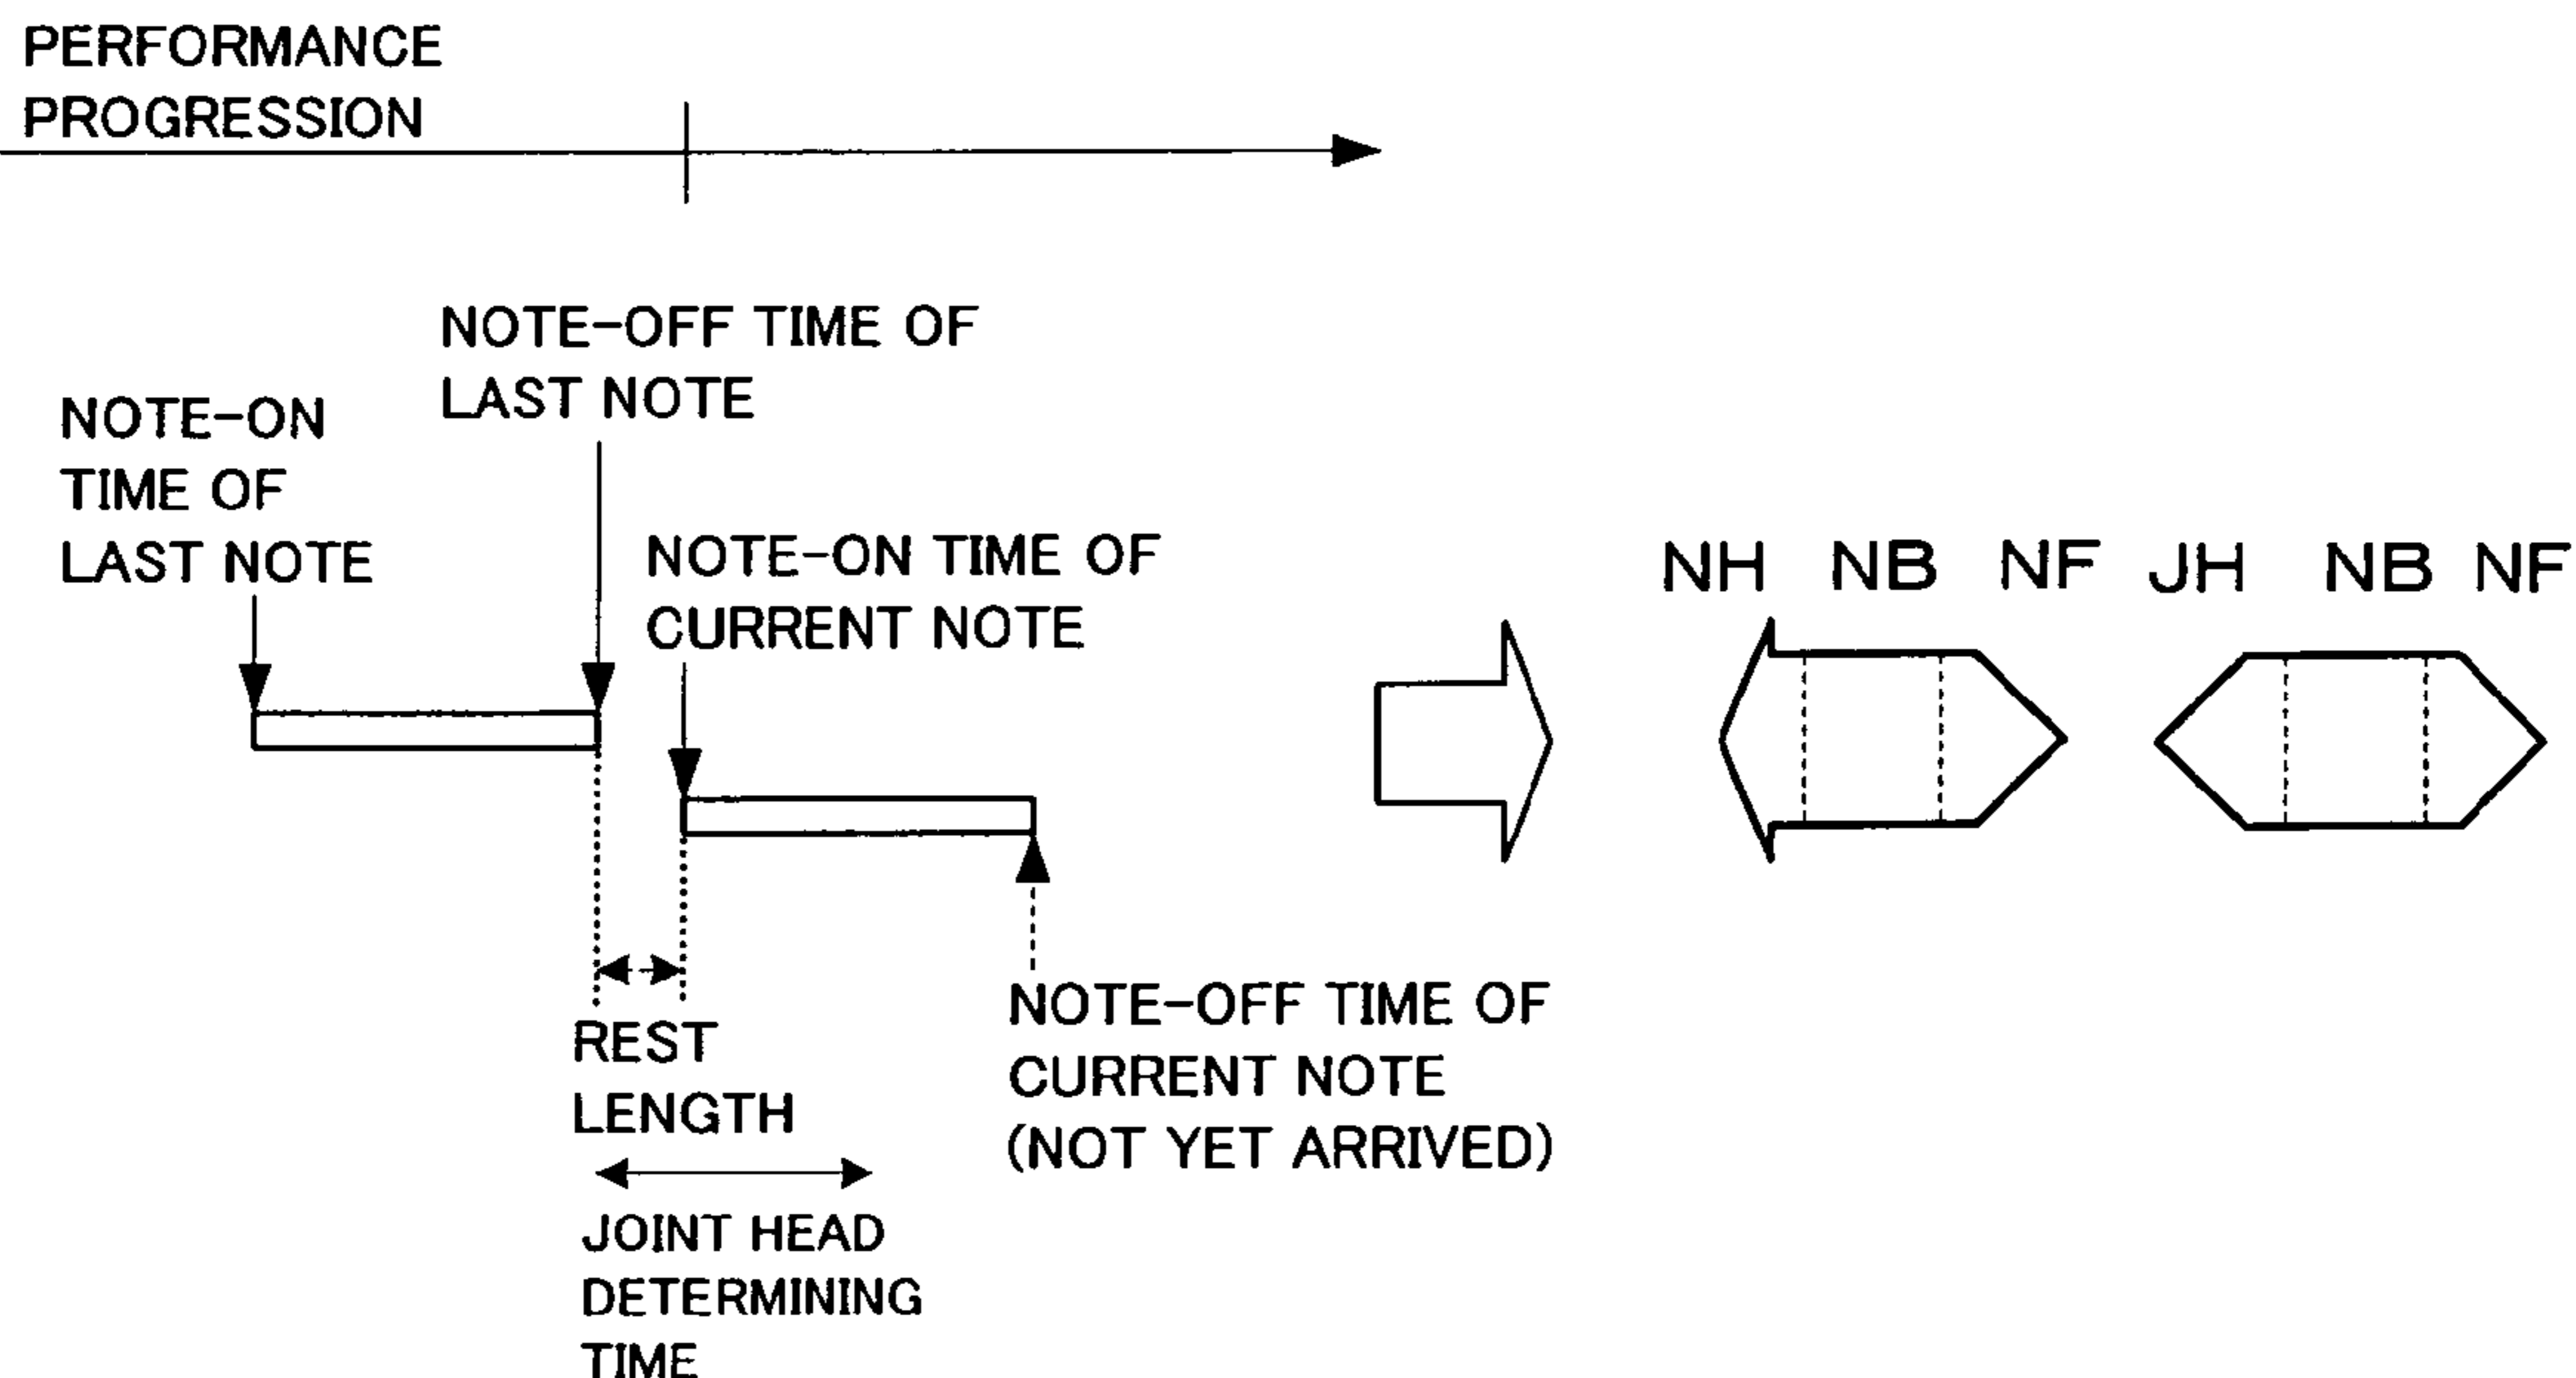 PERFORMANCE
PROGRESSION
NOTE-OFF TIME OF
LAST NOTE
NOTE-ON
TIME OF
LAST NOTE
NOTE-ON TIME OF
CURRENT NOTE
NH NB NF JH NB NF
REST
LENGTH
NOTE-OFF TIME OF
CURRENT NOTE
(NOT YET ARRIVED)
JOINT HEAD
DETERMINING
TIME